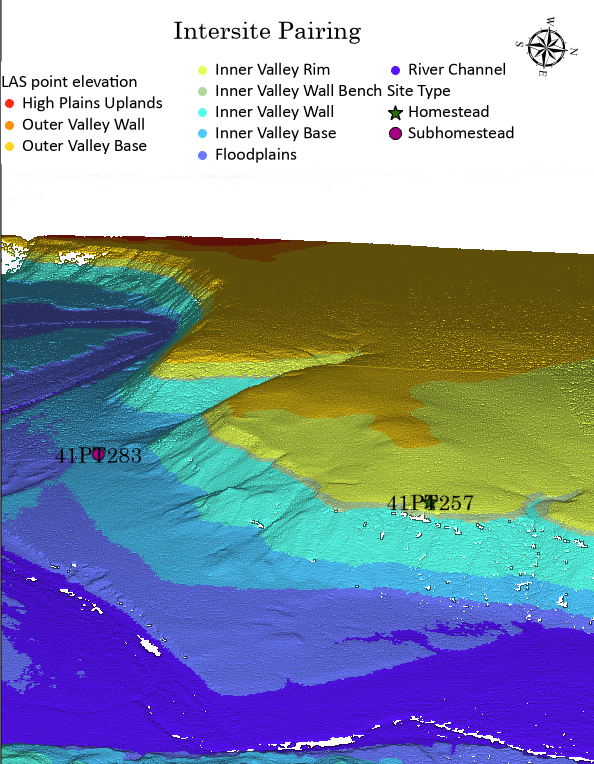 Intersite Pairing
W
S
N
E
LAS point elevation
High Plains Uplands
Outer Valley Wall
Outer Valley Base
Inner Valley Rim
Inner Valley Wall Bench
Inner Valley Wall
Inner Valley Base
Floodplains
River Channel
Site Type
Homestead
Subhomestead
41PT283
41PT257